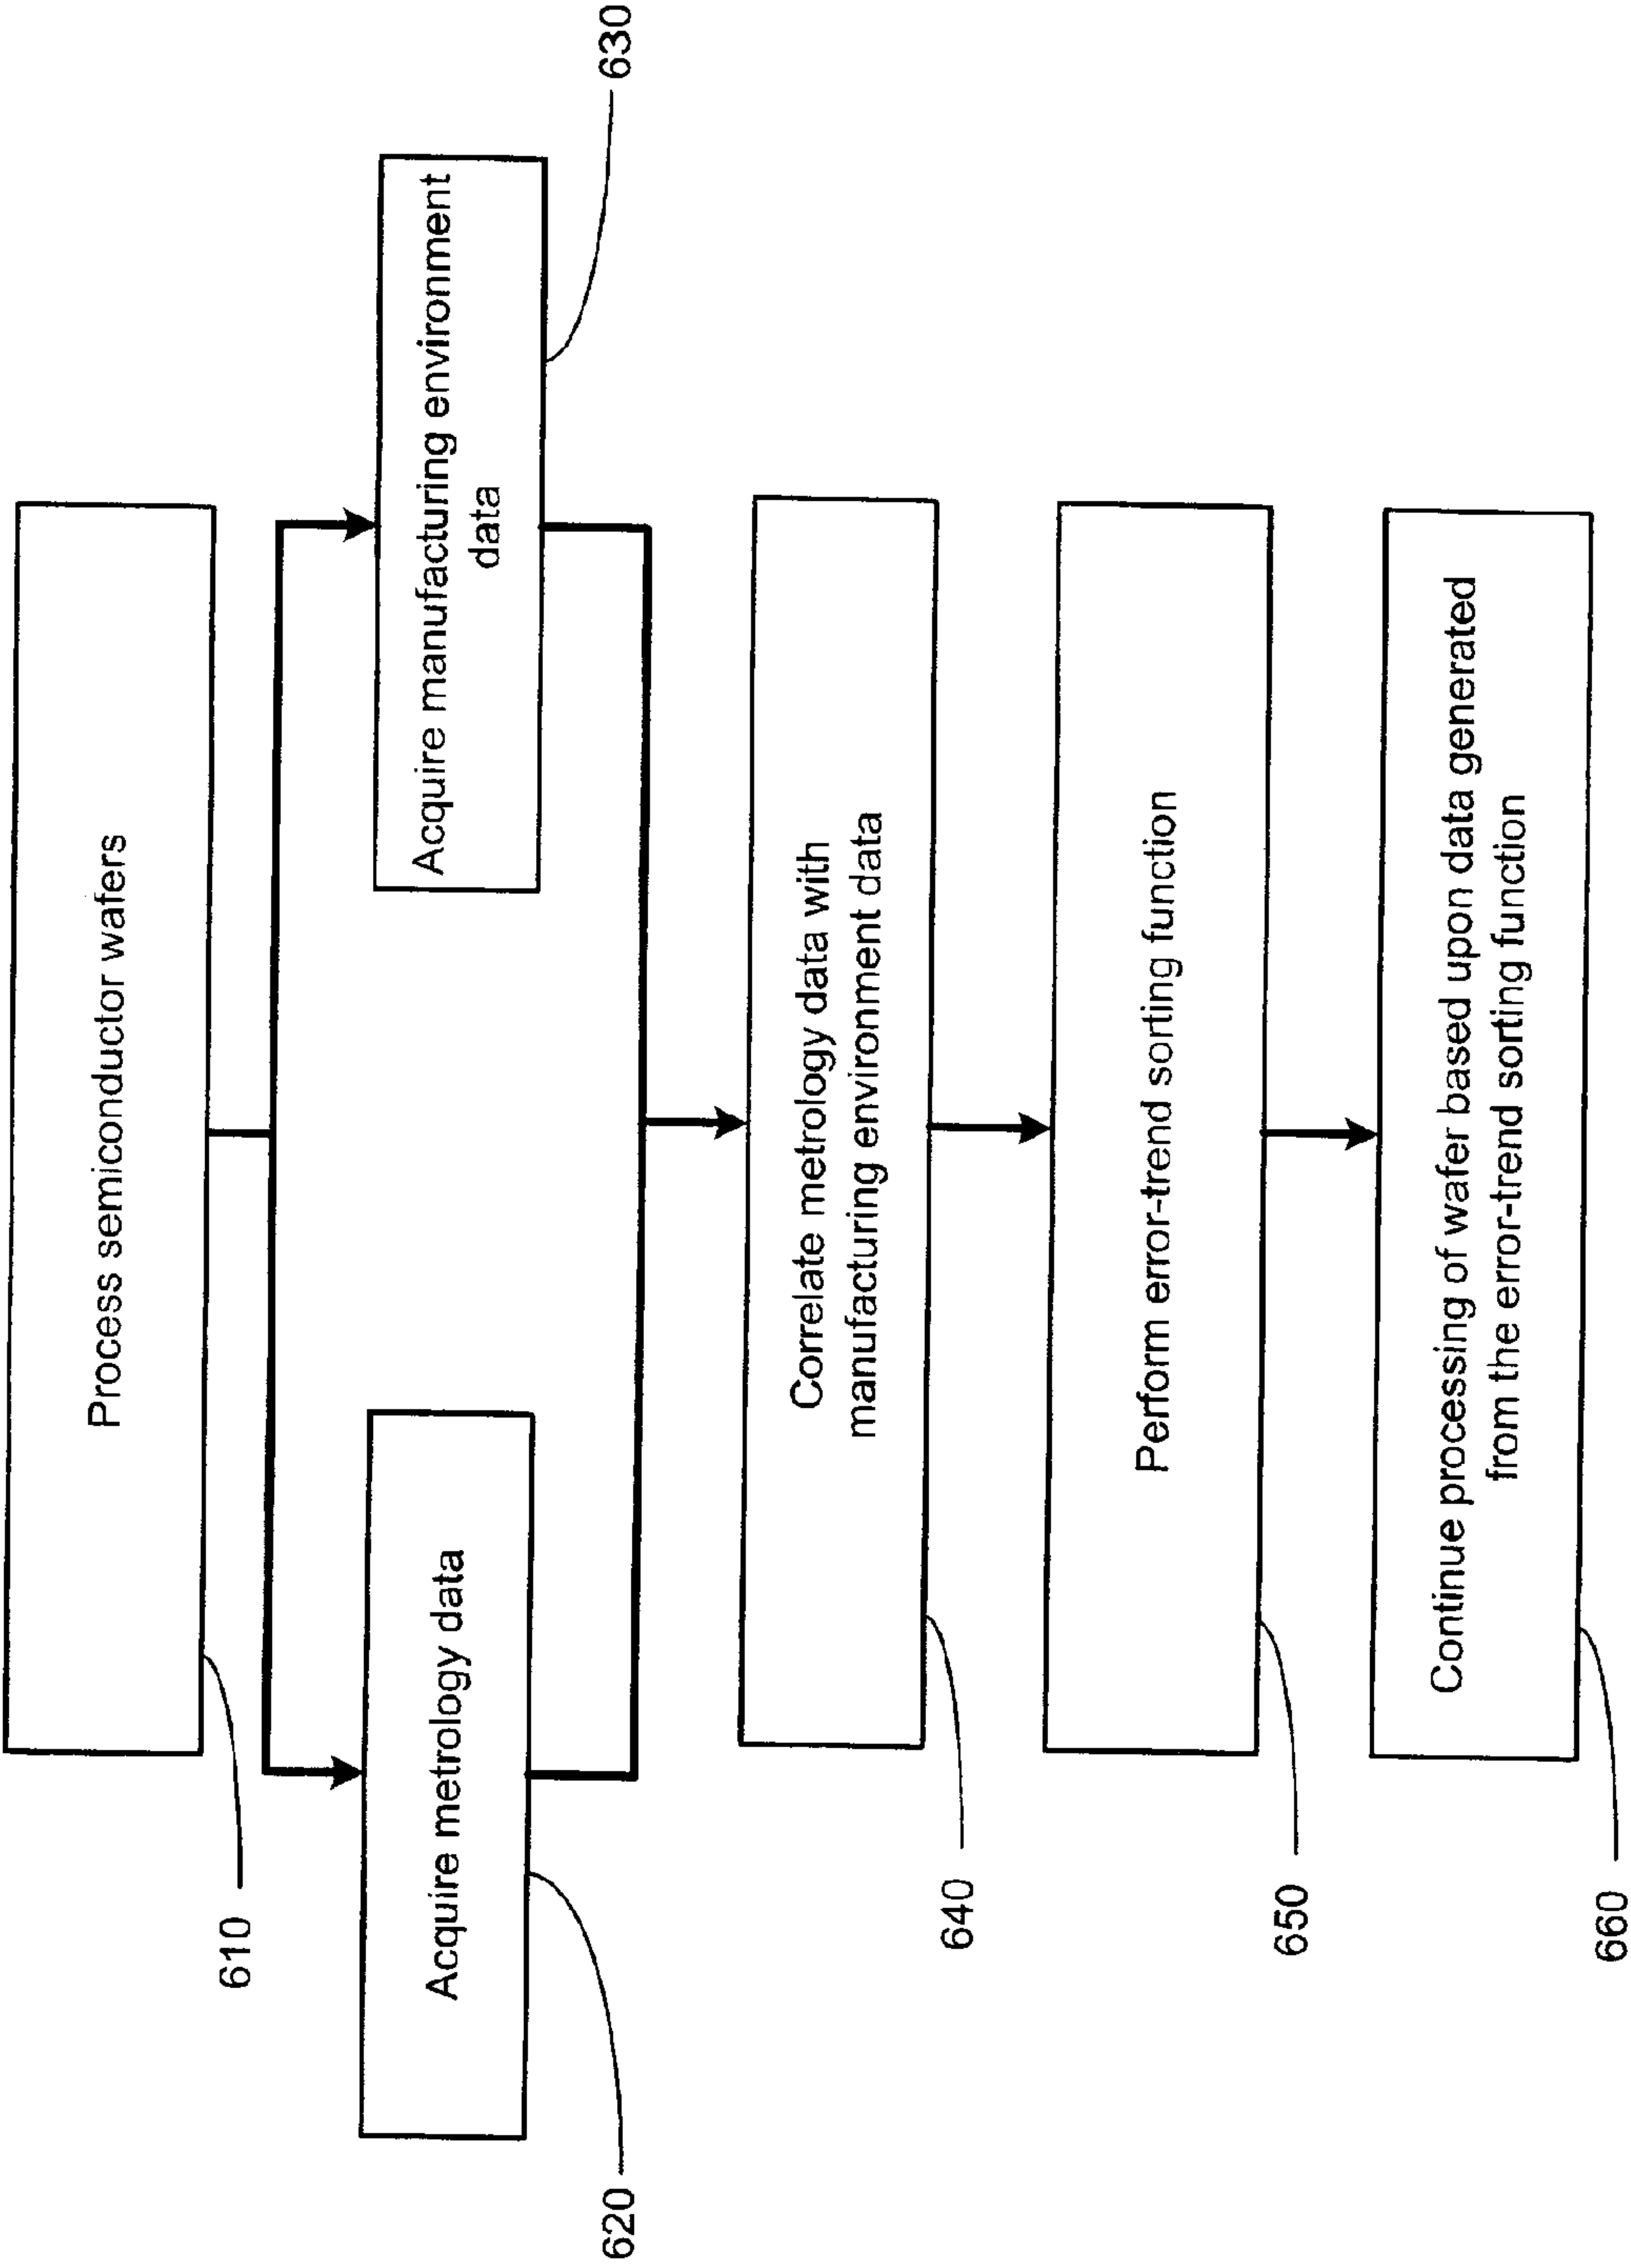 Process semiconductor wafers
610
Acquire metrology data
620
Acquire manufacturing environment
data
630
Correlate metrology data with
manufacturing environment data
640
Perform error-trend sorting function
650
Continue processing of wafer based upon data generated
from the error-trend sorting function
660